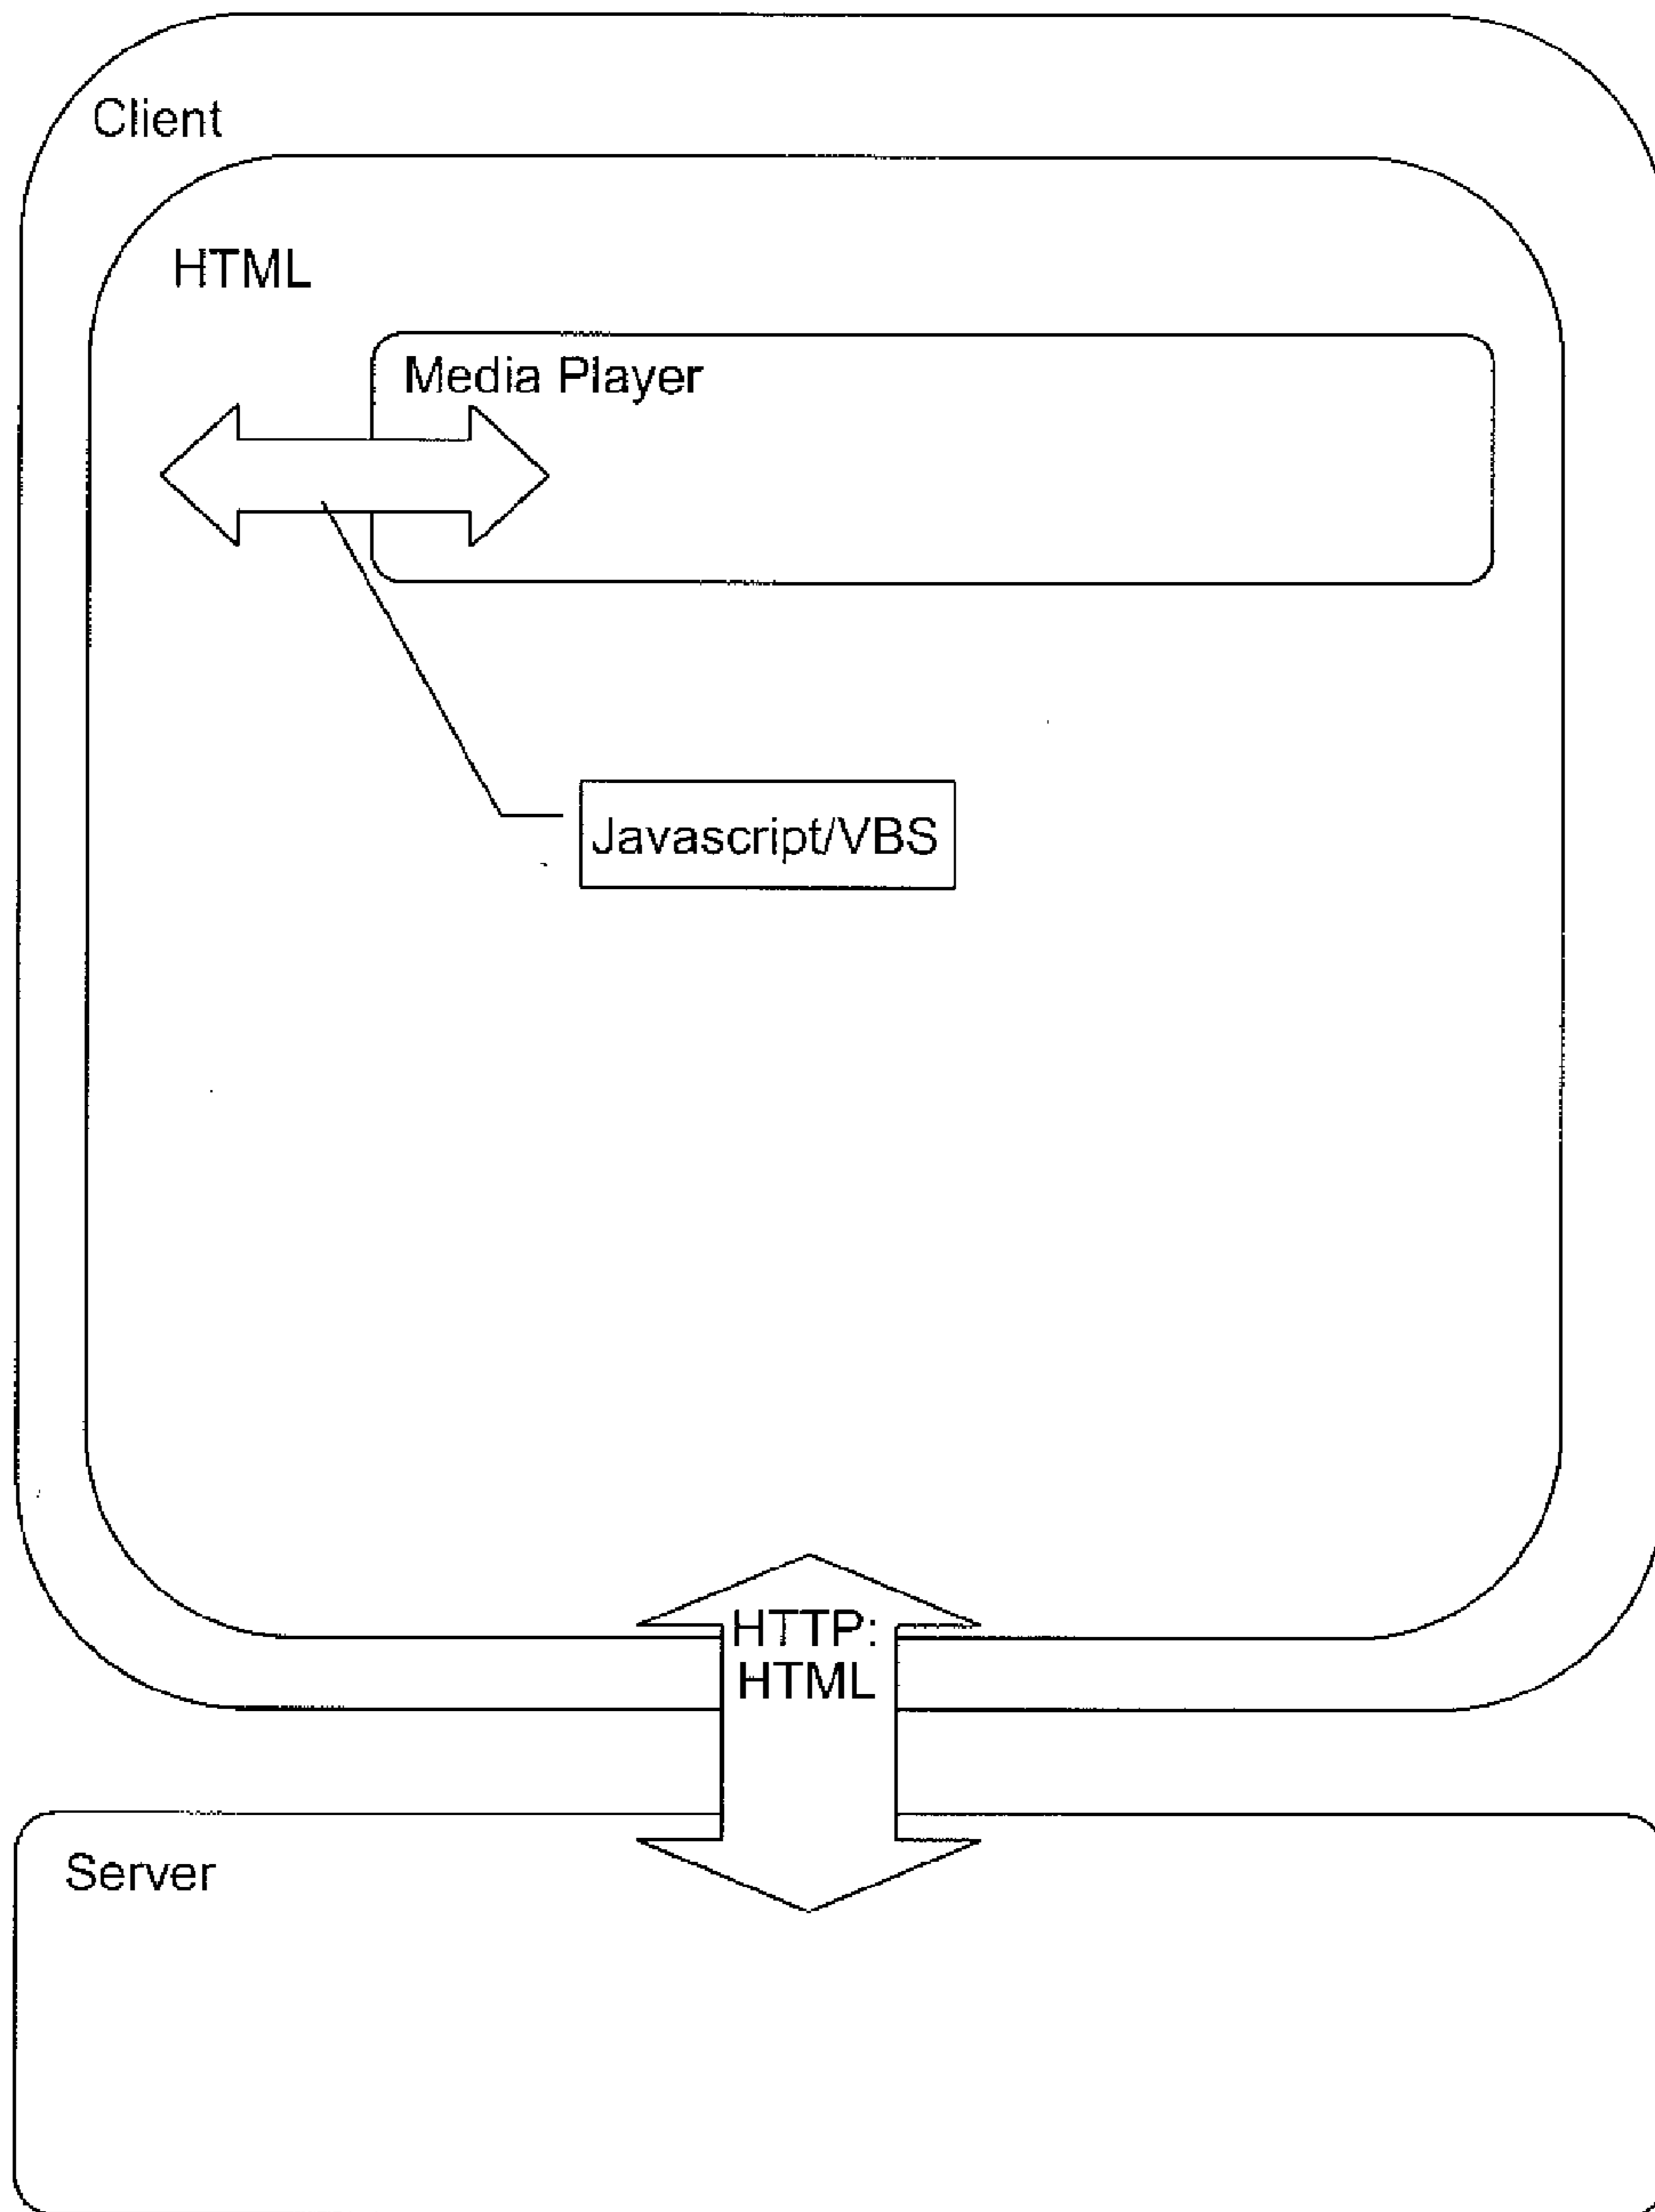 Client
HTML
Media Player
Javascript/VBS
HTTP:
HTML
Server